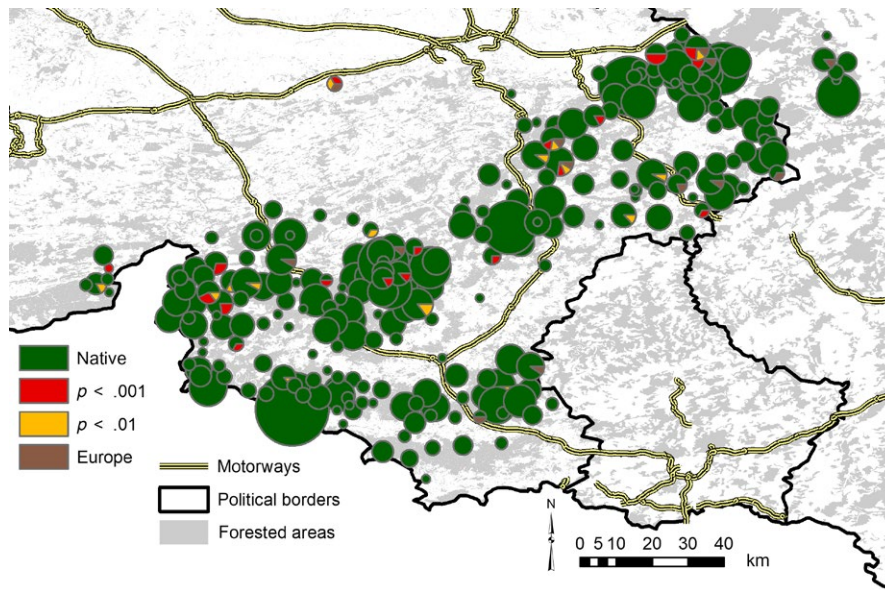 Native
p < .001
p < .01
Europe
Motorways
Political borders
Forested areas
N
0 5 10 20 30 40
km